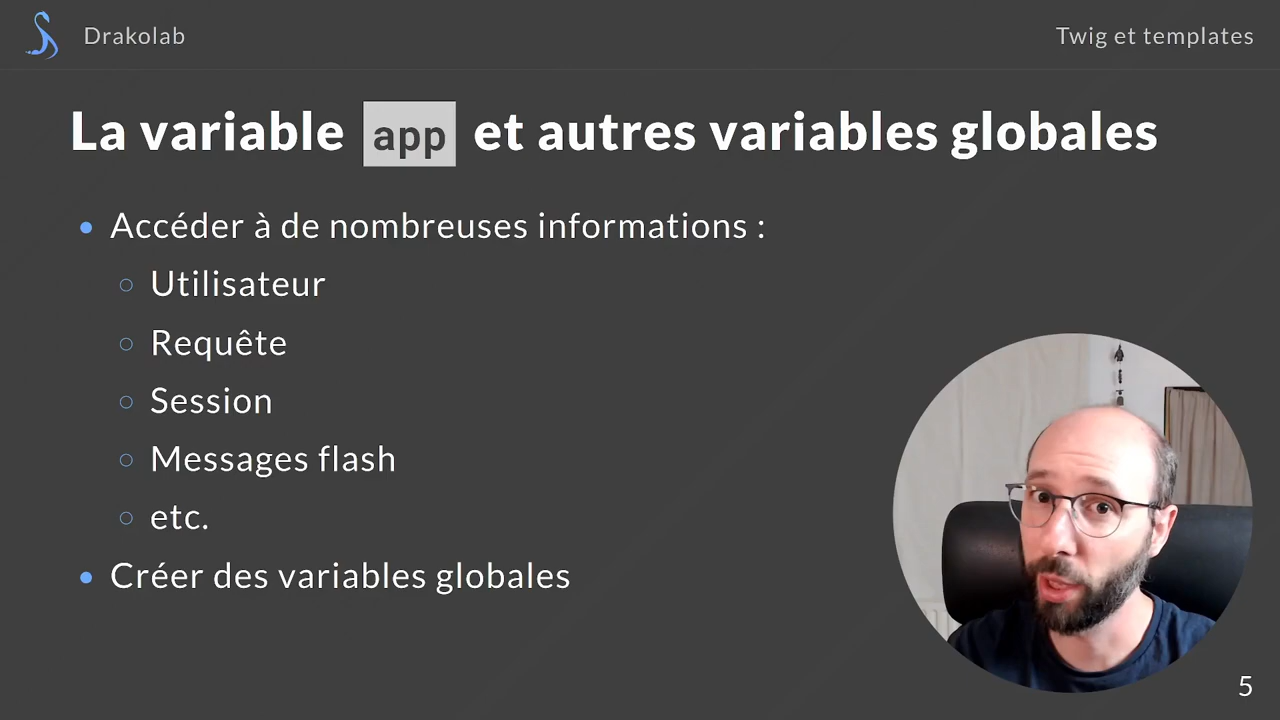 Drakolab
Twig et templates
La variable app et autres variables globales
Accéder à de nombreuses informations :
Utilisateur
Requête
Session
Messages flash
etc.
Créer des variables globales
5